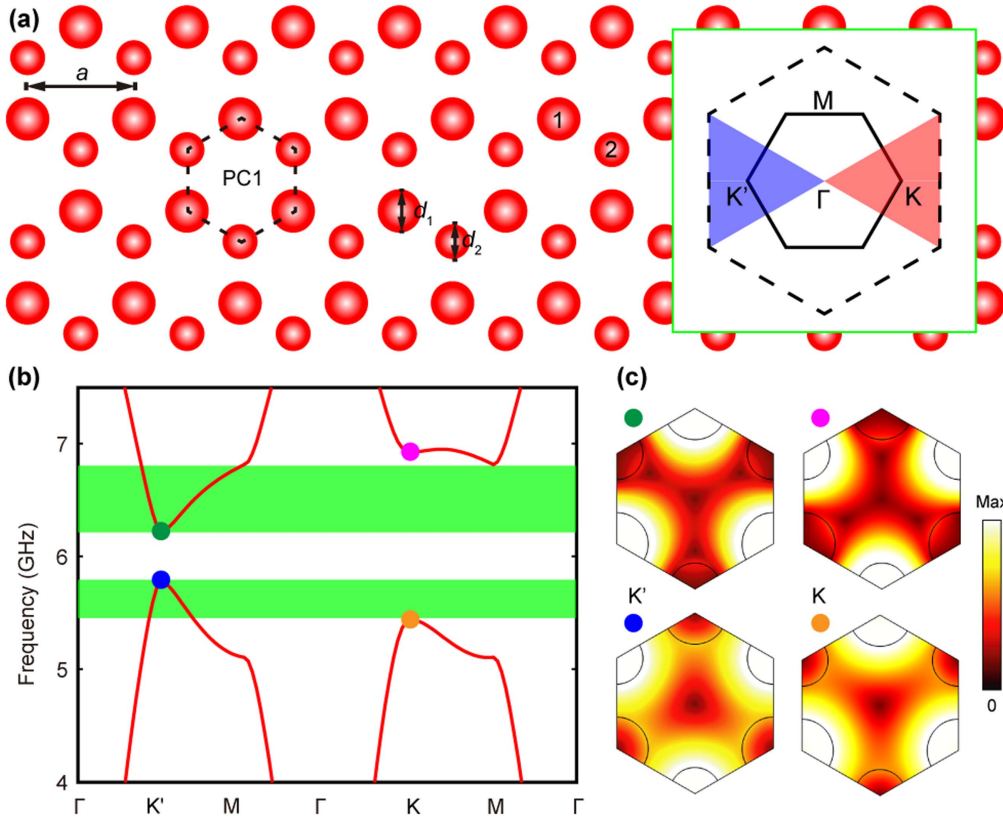 (a)
a
PC1
d1
d2
1
2
M
K’
Γ
K
(b)
Frequency (GHz)
7
6
5
4
Γ
K'
M
Γ
K
M
Γ
(c)
K’
K
Max
0